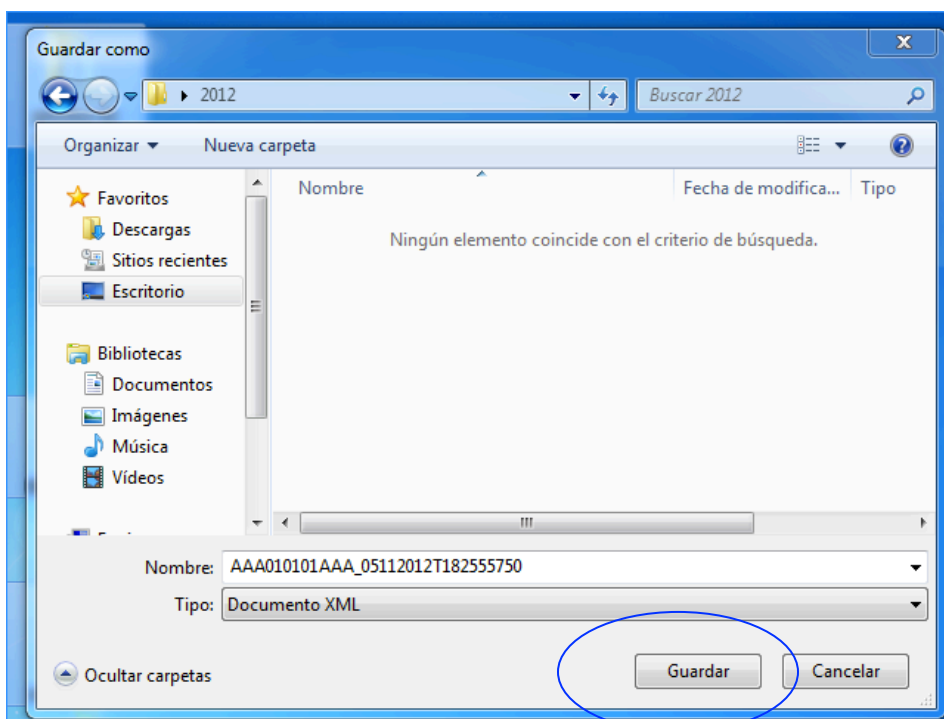 Guardar como
x
2012
Buscar 2012
Organizar
Nueva carpeta
?
Favoritos
Descargas
Sitios recientes
Escritorio
Bibliotecas
Documentos
Imágenes
Música
Vídeos
Nombre
Fecha de modifica...
Tipo
Ningún elemento coincide con el criterio de búsqueda.
Nombre: AAA010101AAA_05112012T182555750
Tipo: Documento XML
Ocultar carpetas
Guardar
Cancelar